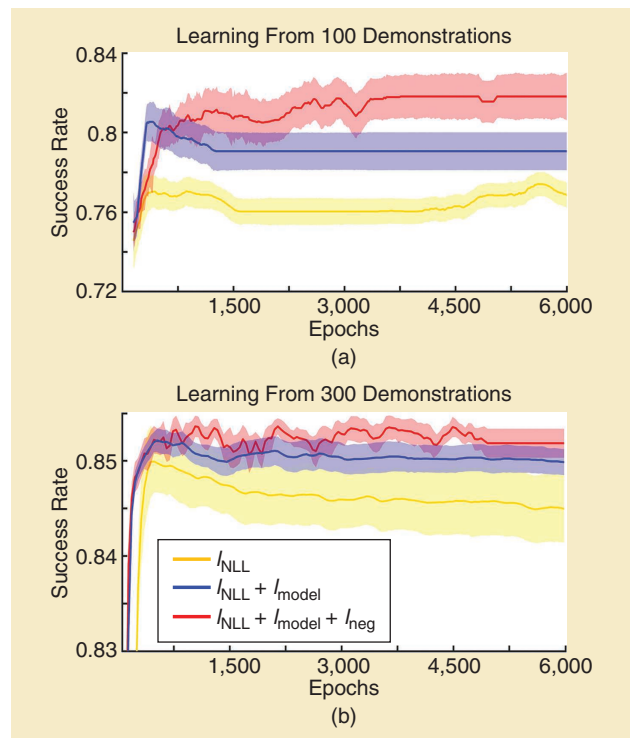 Learning From 100 Demonstrations
0.84
0.8
0.76
0.72
Success Rate
1,500
3,000
4,500
6,000
Epochs
(a)
Learning From 300 Demonstrations
0.85
0.84
0.83
Success Rate
l_NLL
l_NLL + l_model
l_NLL + l_model + l_neg
1,500
3,000
4,500
6,000
Epochs
(b)